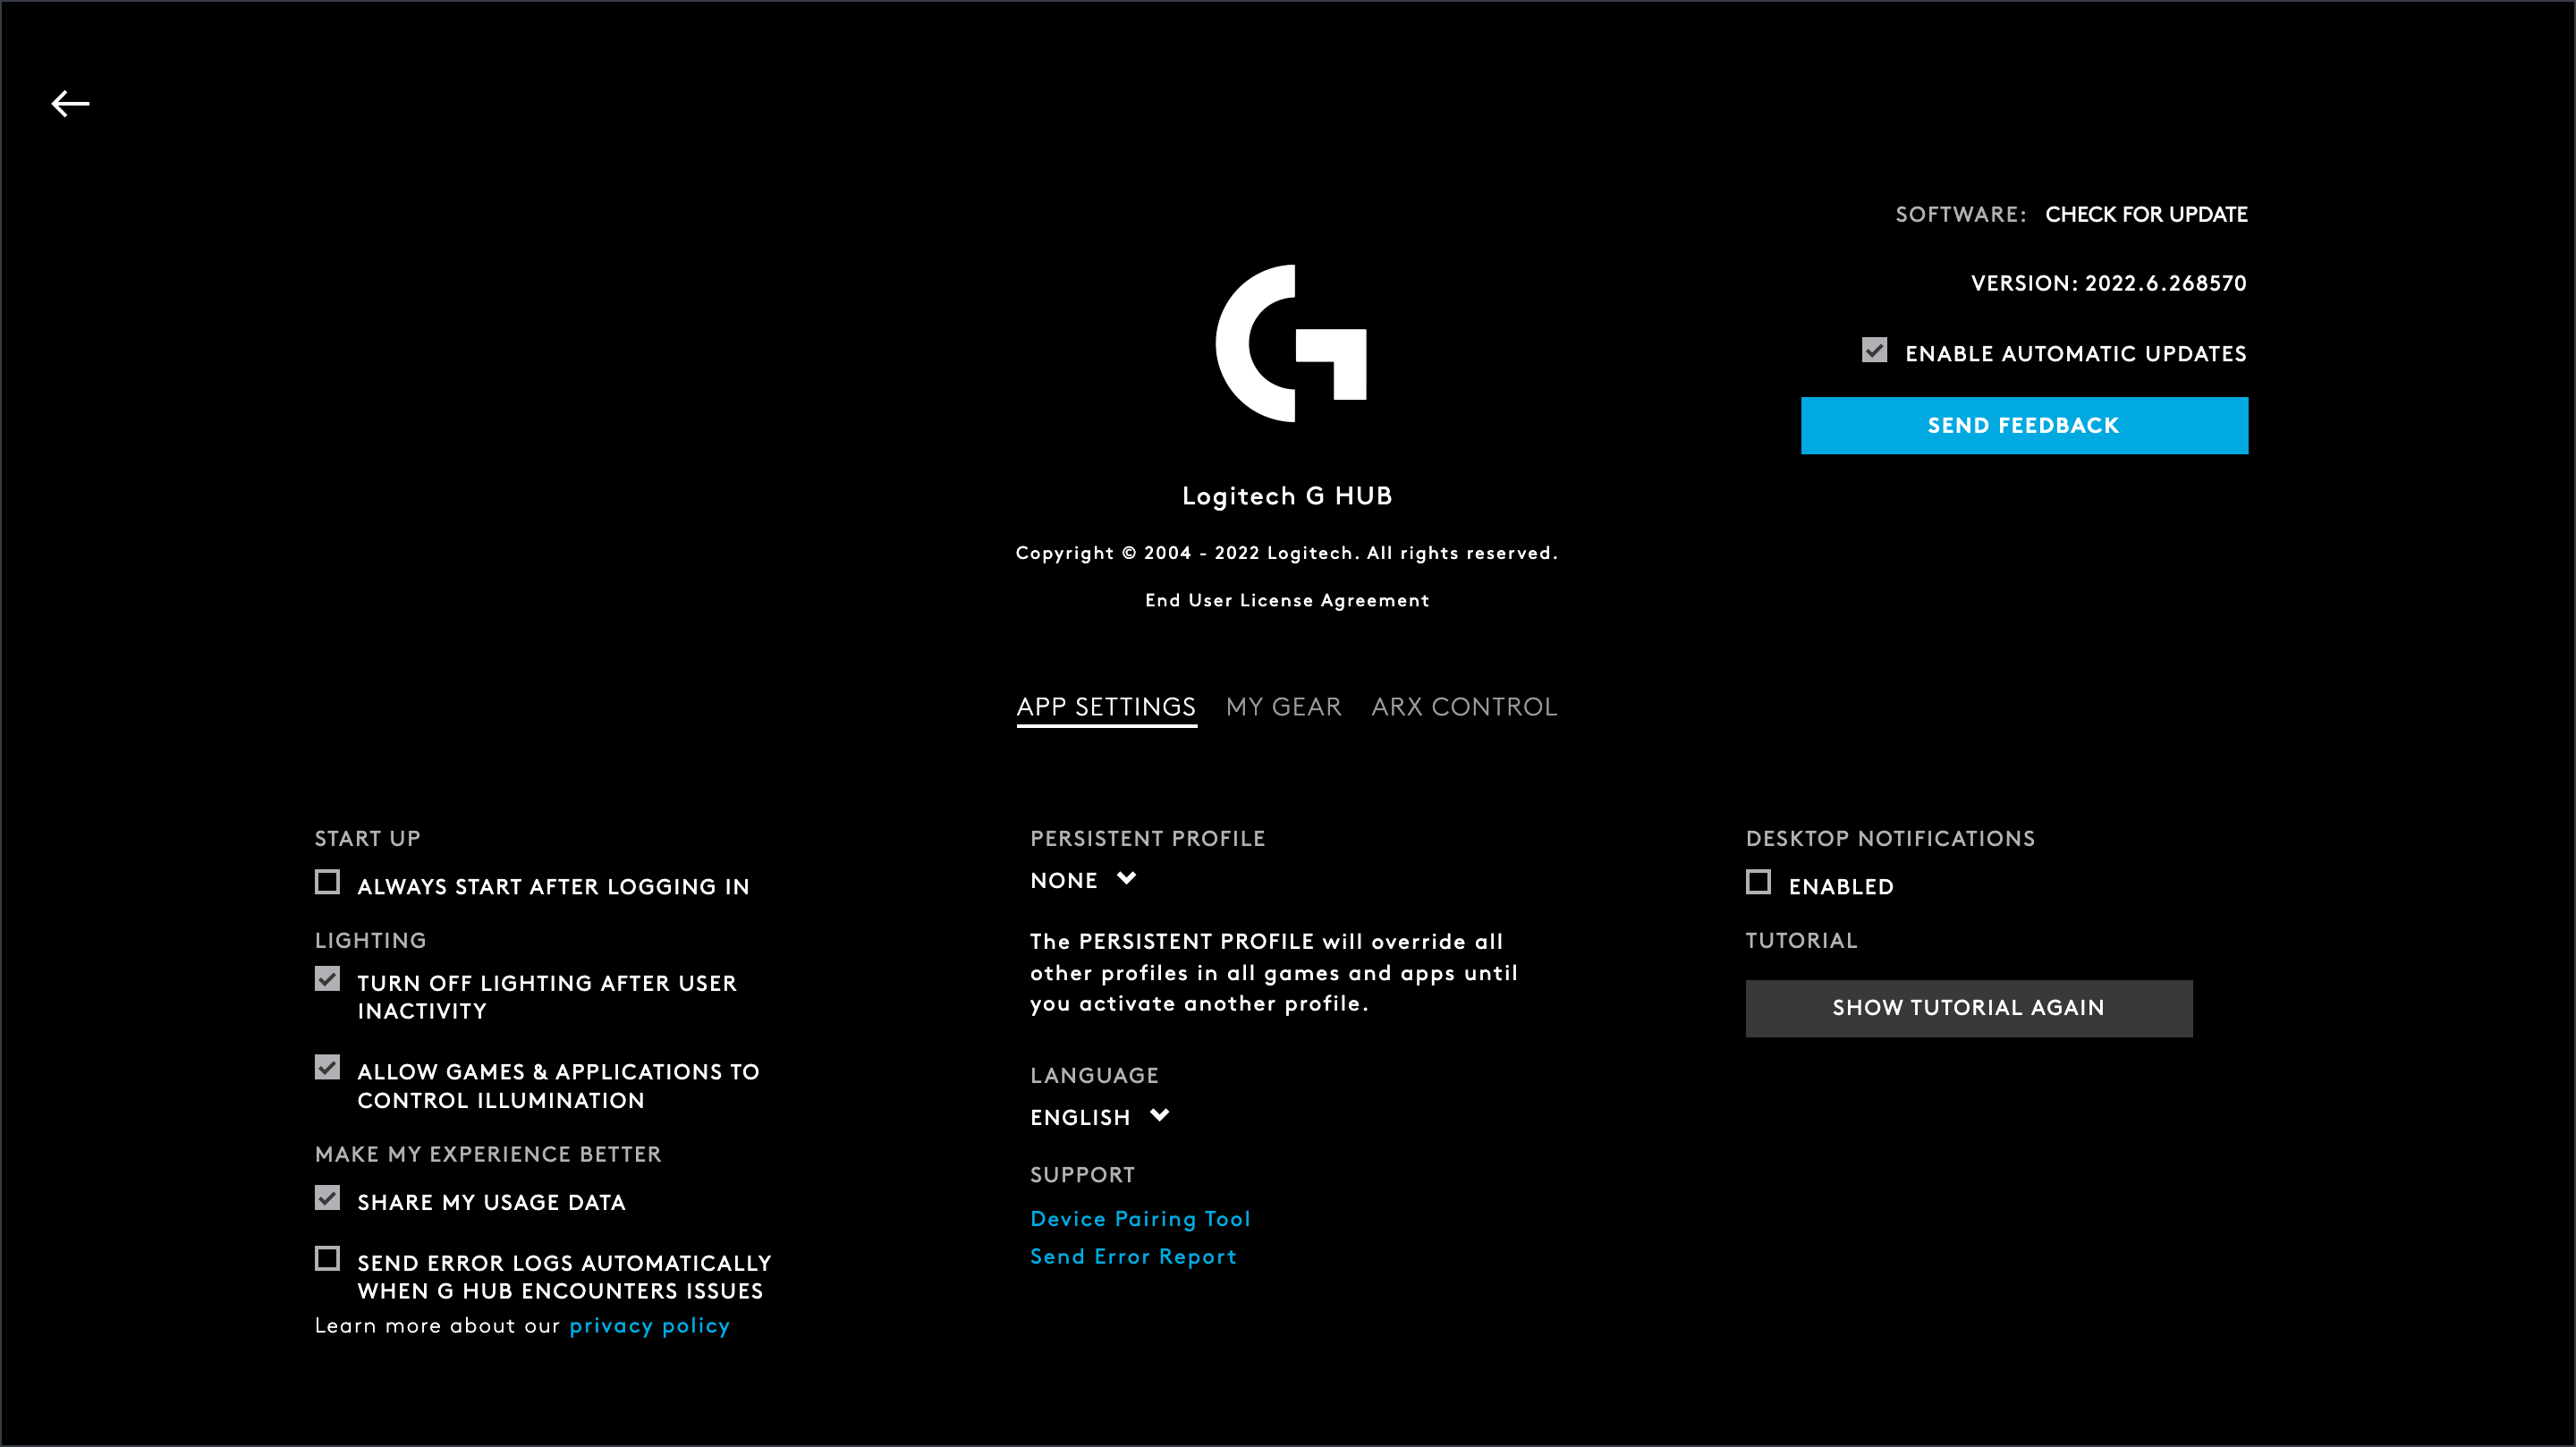 SOFTWARE: CHECK FOR UPDATE
VERSION: 2022.6.268570
ENABLE AUTOMATIC UPDATES
SEND FEEDBACK
Logitech G HUB
Copyright © 2004 - 2022 Logitech. All rights reserved.
End User License Agreement
APP SETTINGS MY GEAR ARX CONTROL
START UP
ALWAYS START AFTER LOGGING IN
LIGHTING
TURN OFF LIGHTING AFTER USER
INACTIVITY
ALLOW GAMES & APPLICATIONS TO
CONTROL ILLUMINATION
MAKE MY EXPERIENCE BETTER
SHARE MY USAGE DATA
SEND ERROR LOGS AUTOMATICALLY
WHEN G HUB ENCOUNTERS ISSUES
Learn more about our privacy policy
PERSISTENT PROFILE
NONE
The PERSISTENT PROFILE will override all
other profiles in all games and apps until
you activate another profile.
LANGUAGE
ENGLISH
SUPPORT
Device Pairing Tool
Send Error Report
DESKTOP NOTIFICATIONS
ENABLED
TUTORIAL
SHOW TUTORIAL AGAIN